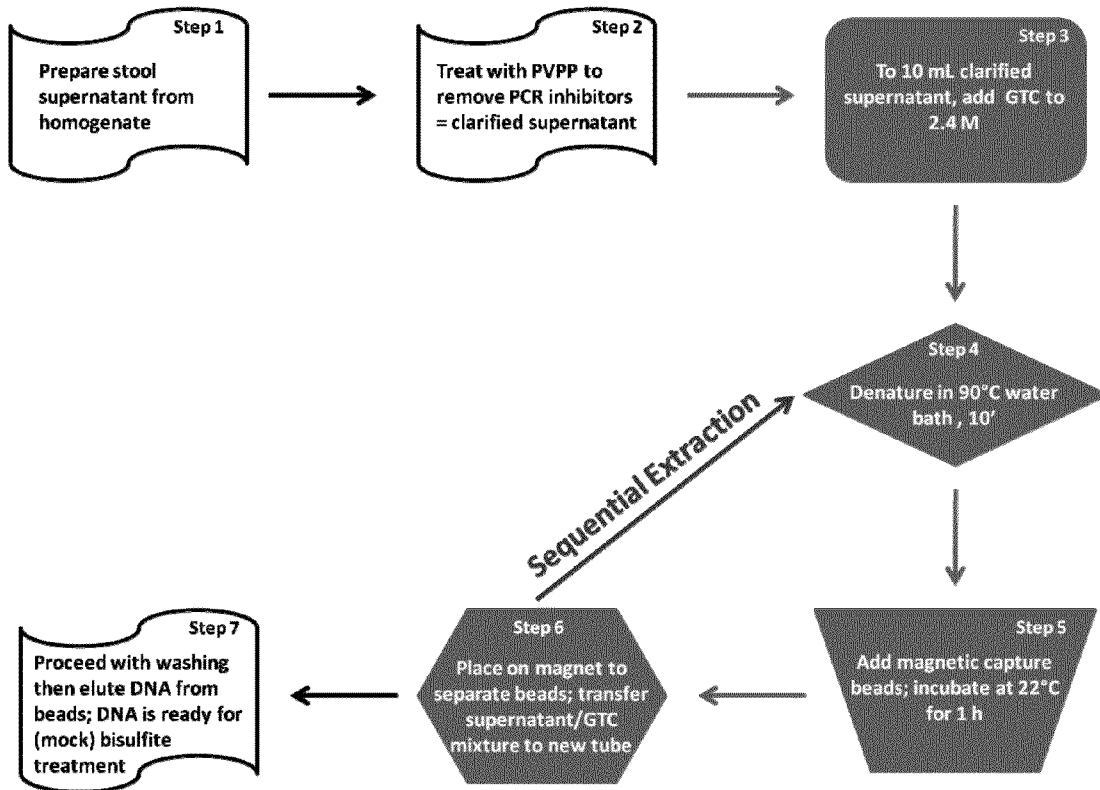 Step 1
Prepare stool
supernatant from
homogenate
Step 2
Treat with PVPP to
remove PCR inhibitors
= clarified supernatant
Step 3
To 10 mL clarified
supernatant, add GTC to
2.4 M
Step 4
Denature in 90°C water
bath , 10'
Sequential Extraction
Step 5
Add magnetic capture
beads; incubate at 22°C
for 1 h
Step 6
Place on magnet to
separate beads; transfer
supernatant/GTC
mixture to new tube
Step 7
Proceed with washing
then elute DNA from
beads; DNA is ready for
(mock) bisulfite
treatment